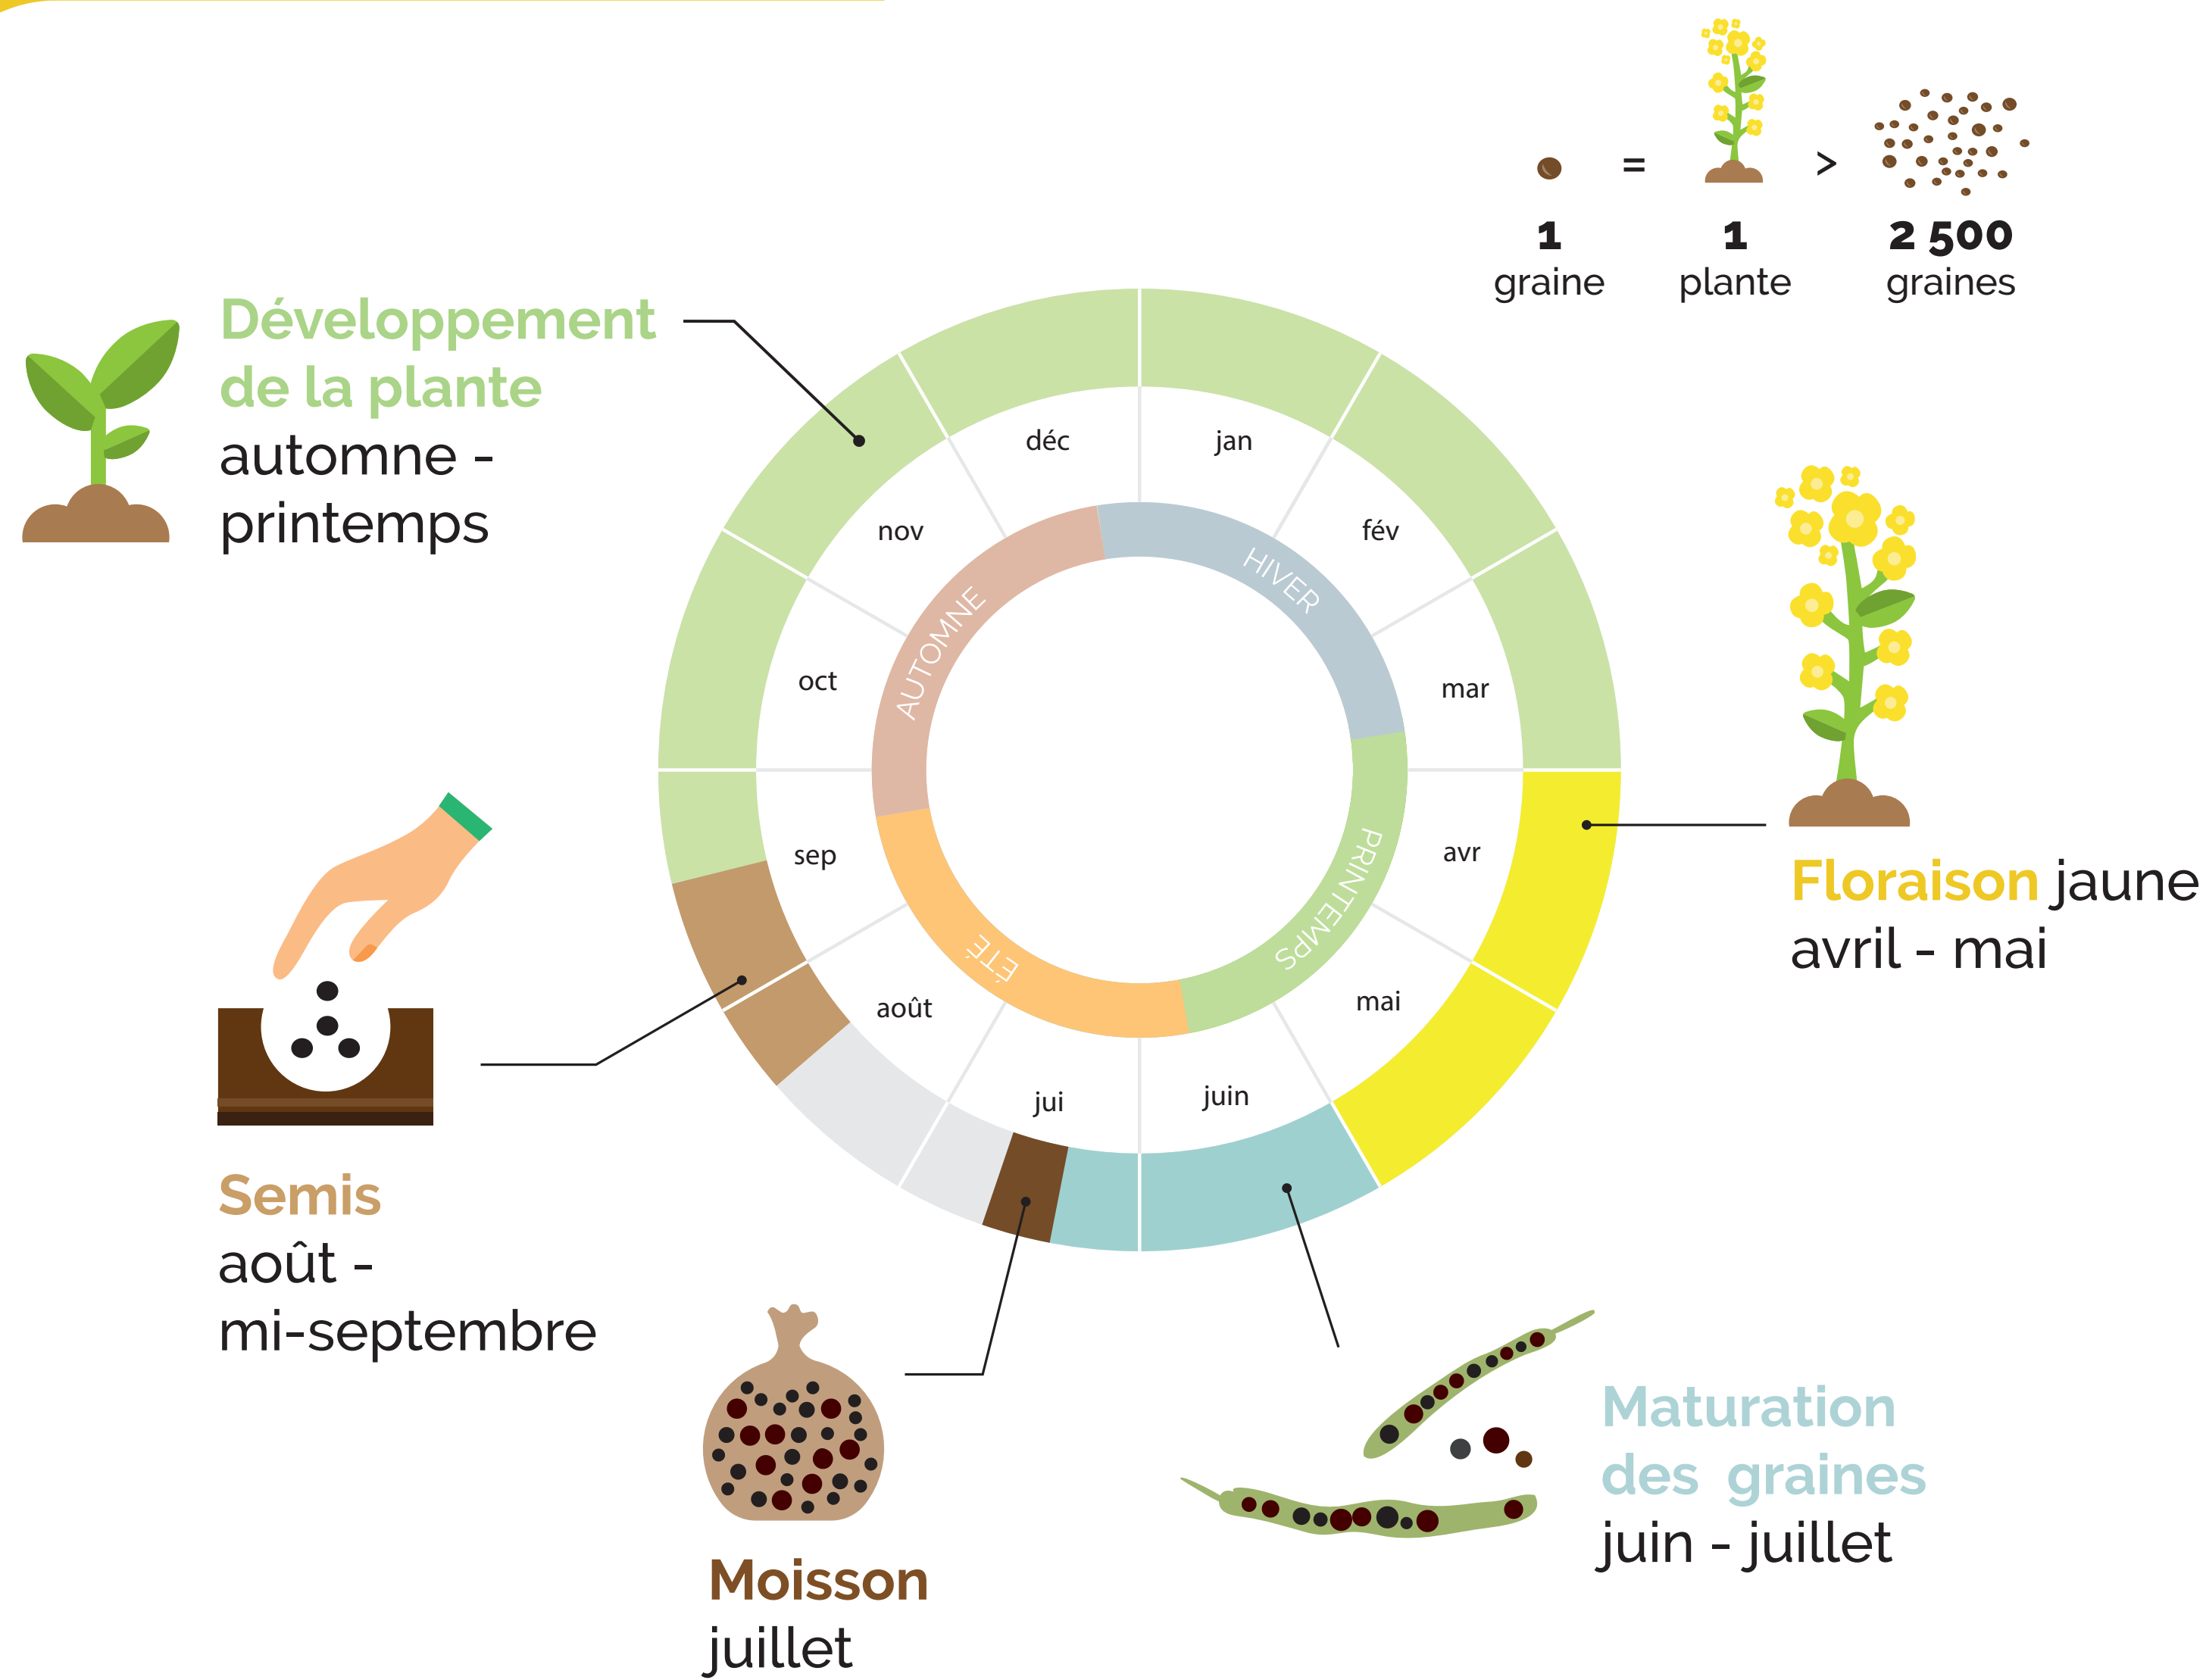 = >
1 1 2 500
graine plante graines
Développement
de la plante
automne -
printemps
déc
jan
nov
fév
oct
mar
sep
avr
août
mai
jui
juin
AUTOMNE
HIVER
PRINTEMPS
ÉTÉ
Floraison jaune
avril - mai
Semis
août -
mi-septembre
Moisson
juillet
Maturation
des graines
juin - juillet